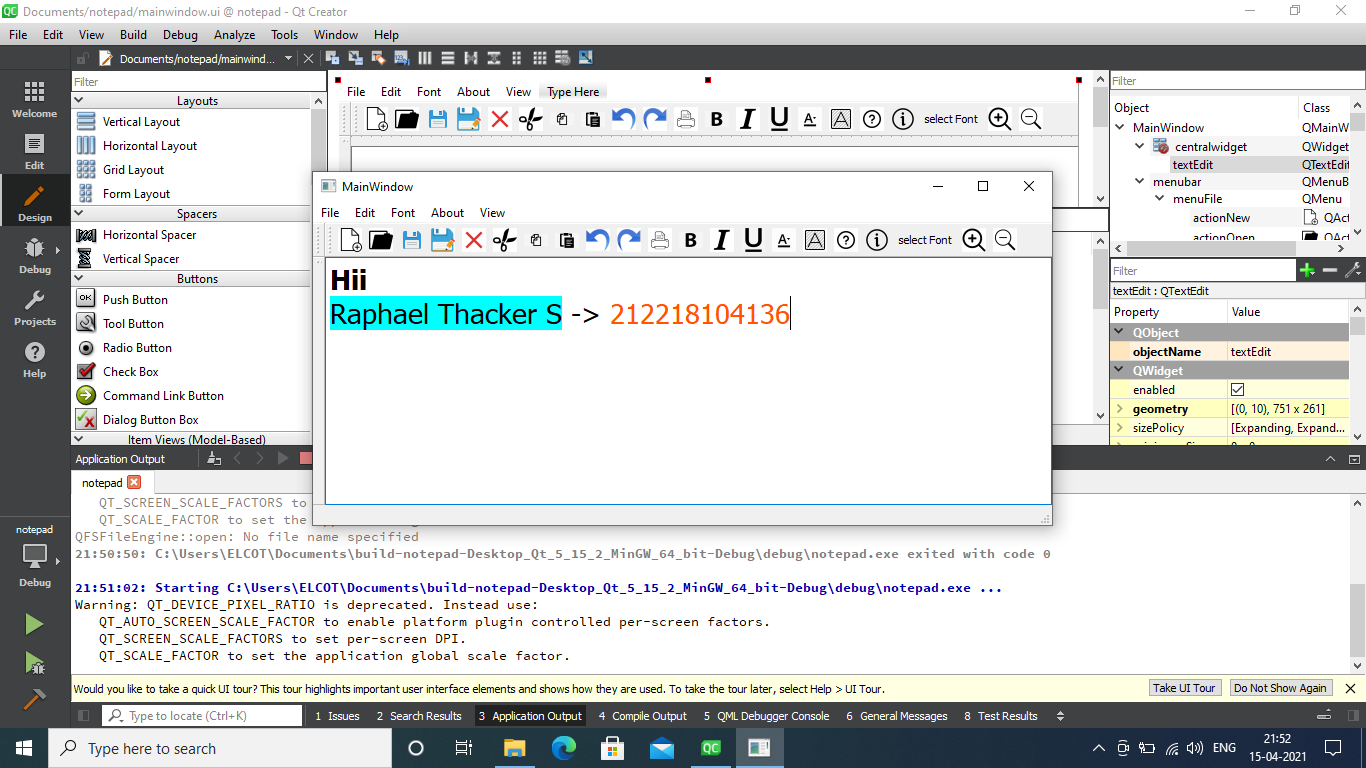 Documents/notepad/mainwindow.ui @ notepad - Qt Creator
File Edit View Build Debug Analyze Tools Window Help
Documents/notepad/mainwind...
Welcome
Edit
Design
Debug
Projects
Help
notepad
Debug
Filter
Layouts
Vertical Layout
Horizontal Layout
Grid Layout
Form Layout
Spacers
Horizontal Spacer
Vertical Spacer
Buttons
Push Button
Tool Button
Radio Button
Check Box
Command Link Button
Dialog Button Box
Item Views (Model-Based)
File Edit Font About View Type Here
select Font
MainWindow
File Edit Font About View
select Font
Hii
Raphael Thacker S -> 212218104136
Filter
Object Class
MainWindow QMainW
centralwidget QWidget
textEdit QTextEdit
menubar QMenuB
menuFile QMenu
actionNew QAct
actionOpen QAct
Filter
textEdit : QTextEdit
Property Value
QObject
objectName textEdit
QWidget
enabled
geometry [(0, 10), 751 x 261]
sizePolicy [Expanding, Expand...
Application Output
notepad
QT_SCREEN_SCALE_FACTORS to
QT_SCALE_FACTOR to set the
QFSFileEngine::open: No file name specified
21:50:50: C:\Users\ELCOT\Documents\build-notepad-Desktop_Qt_5_15_2_MinGW_64_bit-Debug\debug\notepad.exe exited with code 0
21:51:02: Starting C:\Users\ELCOT\Documents\build-notepad-Desktop_Qt_5_15_2_MinGW_64_bit-Debug\debug\notepad.exe ...
Warning: QT_DEVICE_PIXEL_RATIO is deprecated. Instead use:
QT_AUTO_SCREEN_SCALE_FACTOR to enable platform plugin controlled per-screen factors.
QT_SCREEN_SCALE_FACTORS to set per-screen DPI.
QT_SCALE_FACTOR to set the application global scale factor.
Would you like to take a quick UI tour? This tour highlights important user interface elements and shows how they are used. To take the tour later, select Help > UI Tour.
Take UI Tour Do Not Show Again
Type to locate (Ctrl+K) 1 Issues 2 Search Results 3 Application Output 4 Compile Output 5 QML Debugger Console 6 General Messages 8 Test Results
Type here to search
ENG
21:52
15-04-2021